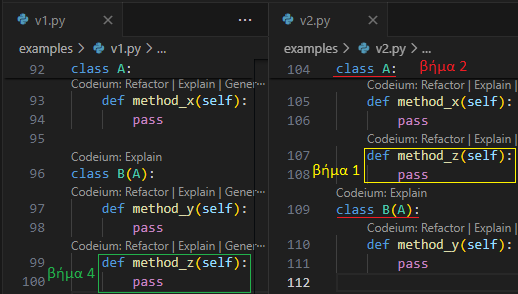 v1.py
examples > v1.py > ...
92 class A:
Codeium: Refactor | Explain | Gener...
93 def method_x(self):
94 pass
95
Codeium: Explain
96 class B(A):
Codeium: Refactor | Explain | Gener...
97 def method_y(self):
98 pass
Codeium: Refactor | Explain | Gener...
99 def method_z(self):
100 pass
βήμα 4
v2.py
examples > v2.py > ...
104 class A:
βήμα 2
Codeium: Refactor | Explain
105 def method_x(self):
106 pass
Codeium: Refactor | Explain
107 def method_z(self):
108 pass
βήμα 1
Codeium: Explain
109 class B(A):
Codeium: Refactor | Explain
110 def method_y(self):
111 pass
112